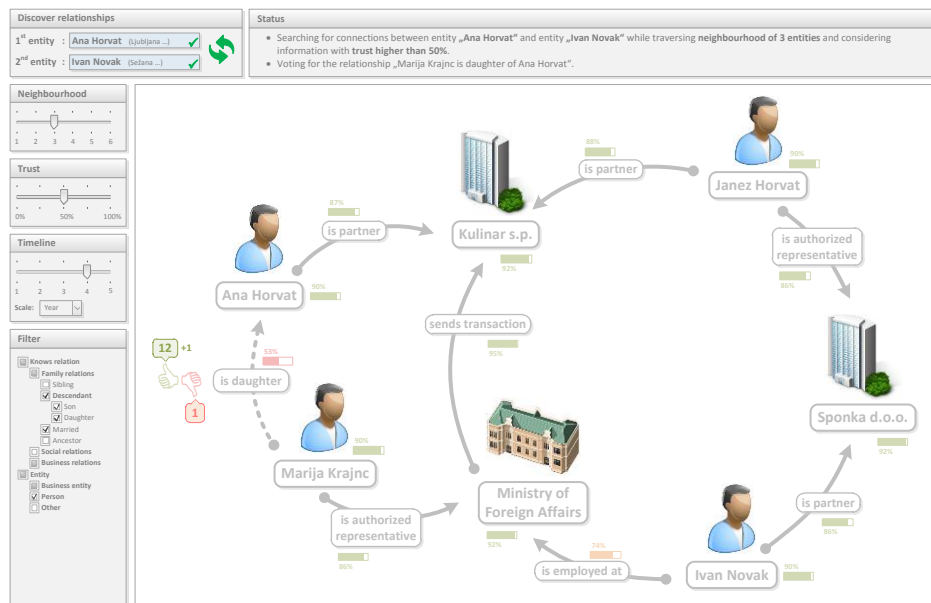 Discover relationships
1st entity : Ana Horvat (Ljubljana ...)
2nd entity : Ivan Novak (Sežana ...)
Status
• Searching for connections between entity „Ana Horvat“ and entity „Ivan Novak“ while traversing neighbourhood of 3 entities and considering
information with trust higher than 50%.
• Voting for the relationship „Marija Krajnc is daughter of Ana Horvat“.
Neighbourhood
1 2 3 4 5 6
Trust
0% 50% 100%
Timeline
1 2 3 4 5
Scale: Year
Filter
Knows relation
Family relations
Sibling
Descendant
Son
Daughter
Married
Ancestor
Social relations
Business relations
Entity
Business entity
Person
Other
88%
is partner
90%
Janez Horvat
87%
is partner
Kulinar s.p.
92%
is authorized
representative
86%
Ana Horvat
90%
sends transaction
95%
12 +1
53%
is daughter
1
Sponka d.o.o.
92%
90%
Marija Krajnc
Ministry of
Foreign Affairs
92%
is authorized
representative
86%
is partner
86%
74%
is employed at
90%
Ivan Novak